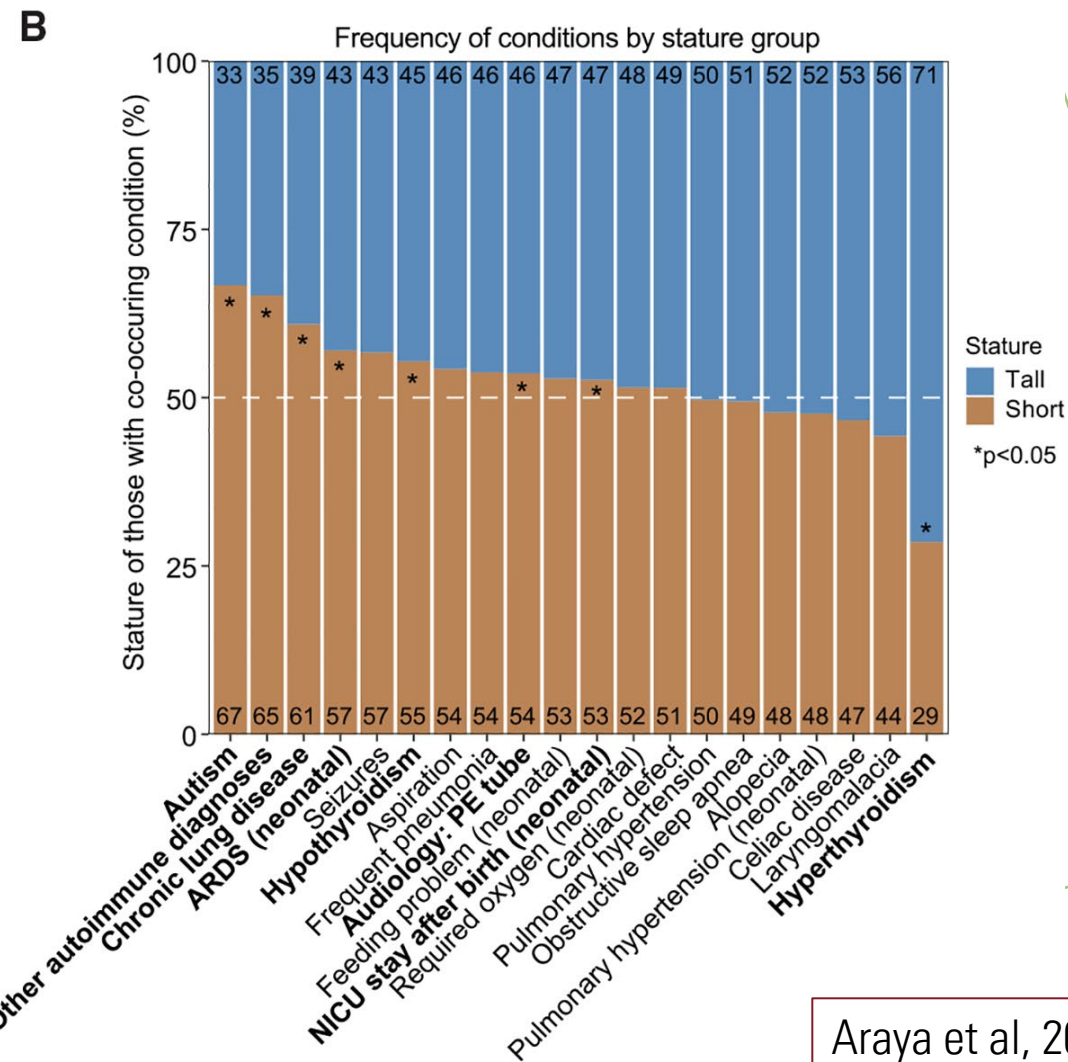 B
Frequency of conditions by stature group
Stature of those with co-occuring condition (%)
100
75
50
25
0
33 35 39 43 43 45 46 46 46 47 47 48 49 50 51 52 52 53 56 71
* * * * * * * *
67 65 61 57 57 55 54 54 54 53 53 52 51 50 49 48 48 47 44 29
Autism
Other autoimmune diagnoses
Chronic lung disease
ARDS (neonatal)
Seizures
Hypothyroidism
Aspiration
Frequent pneumonia
Audiology: PE tube
Feeding problem (neonatal)
NICU stay after birth (neonatal)
Required oxygen (neonatal)
Cardiac defect
Pulmonary hypertension
Obstructive sleep apnea
Alopecia
Pulmonary hypertension (neonatal)
Celiac disease
Laryngomalacia
Hyperthyroidism
Stature
Tall
Short
*p<0.05
Araya et al,